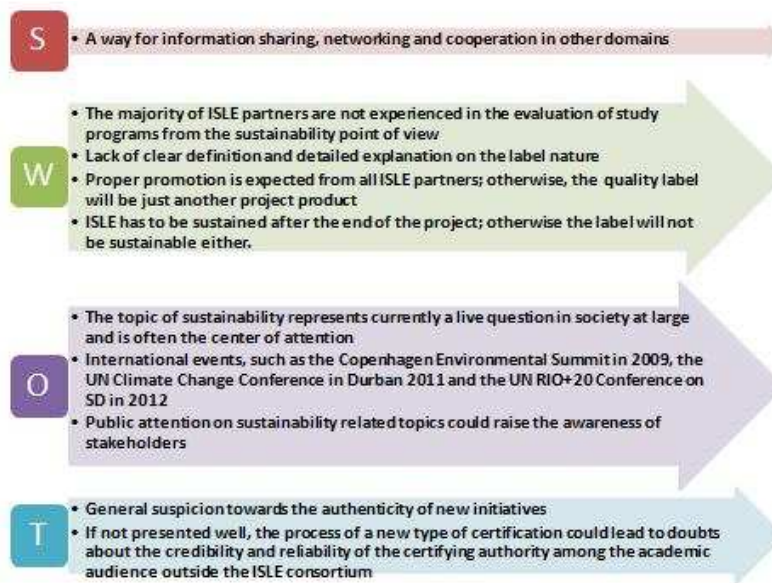 S
• A way for information sharing, networking and cooperation in other domains
W
• The majority of ISLE partners are not experienced in the evaluation of study
programs from the sustainability point of view
• Lack of clear definition and detailed explanation on the label nature
• Proper promotion is expected from all ISLE partners; otherwise, the quality label
will be just another project product
• ISLE has to be sustained after the end of the project; otherwise the label will not
be sustainable either.
O
• The topic of sustainability represents currently a live question in society at large
and is often the center of attention
• International events, such as the Copenhagen Environmental Summit in 2009, the
UN Climate Change Conference in Durban 2011 and the UN RIO+20 Conference on
SD in 2012
• Public attention on sustainability related topics could raise the awareness of
stakeholders
T
• General suspicion towards the authenticity of new initiatives
• If not presented well, the process of a new type of certification could lead to doubts
about the credibility and reliability of the certifying authority among the academic
audience outside the ISLE consortium